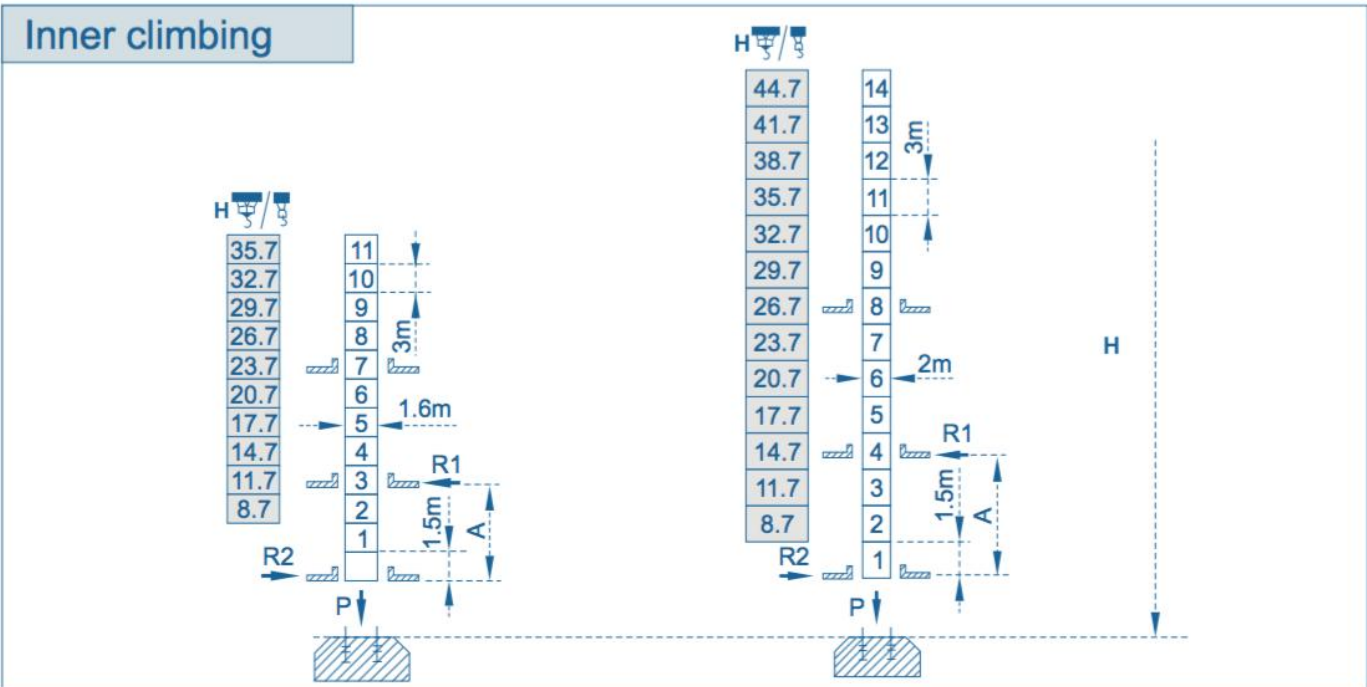 Inner climbing
H /
35.7 11
32.7 10
29.7 9
26.7 8
23.7 7
20.7 6
17.7 5
14.7 4
11.7 3
8.7 2
1
3m
1.6m
R1
1.5m
A
R2
P
H /
44.7 14
41.7 13
38.7 12
35.7 11
32.7 10
29.7 9
26.7 8
23.7 7
20.7 6
17.7 5
14.7 4
11.7 3
8.7 2
1
3m
2m
R1
1.5m
A
R2
P
H